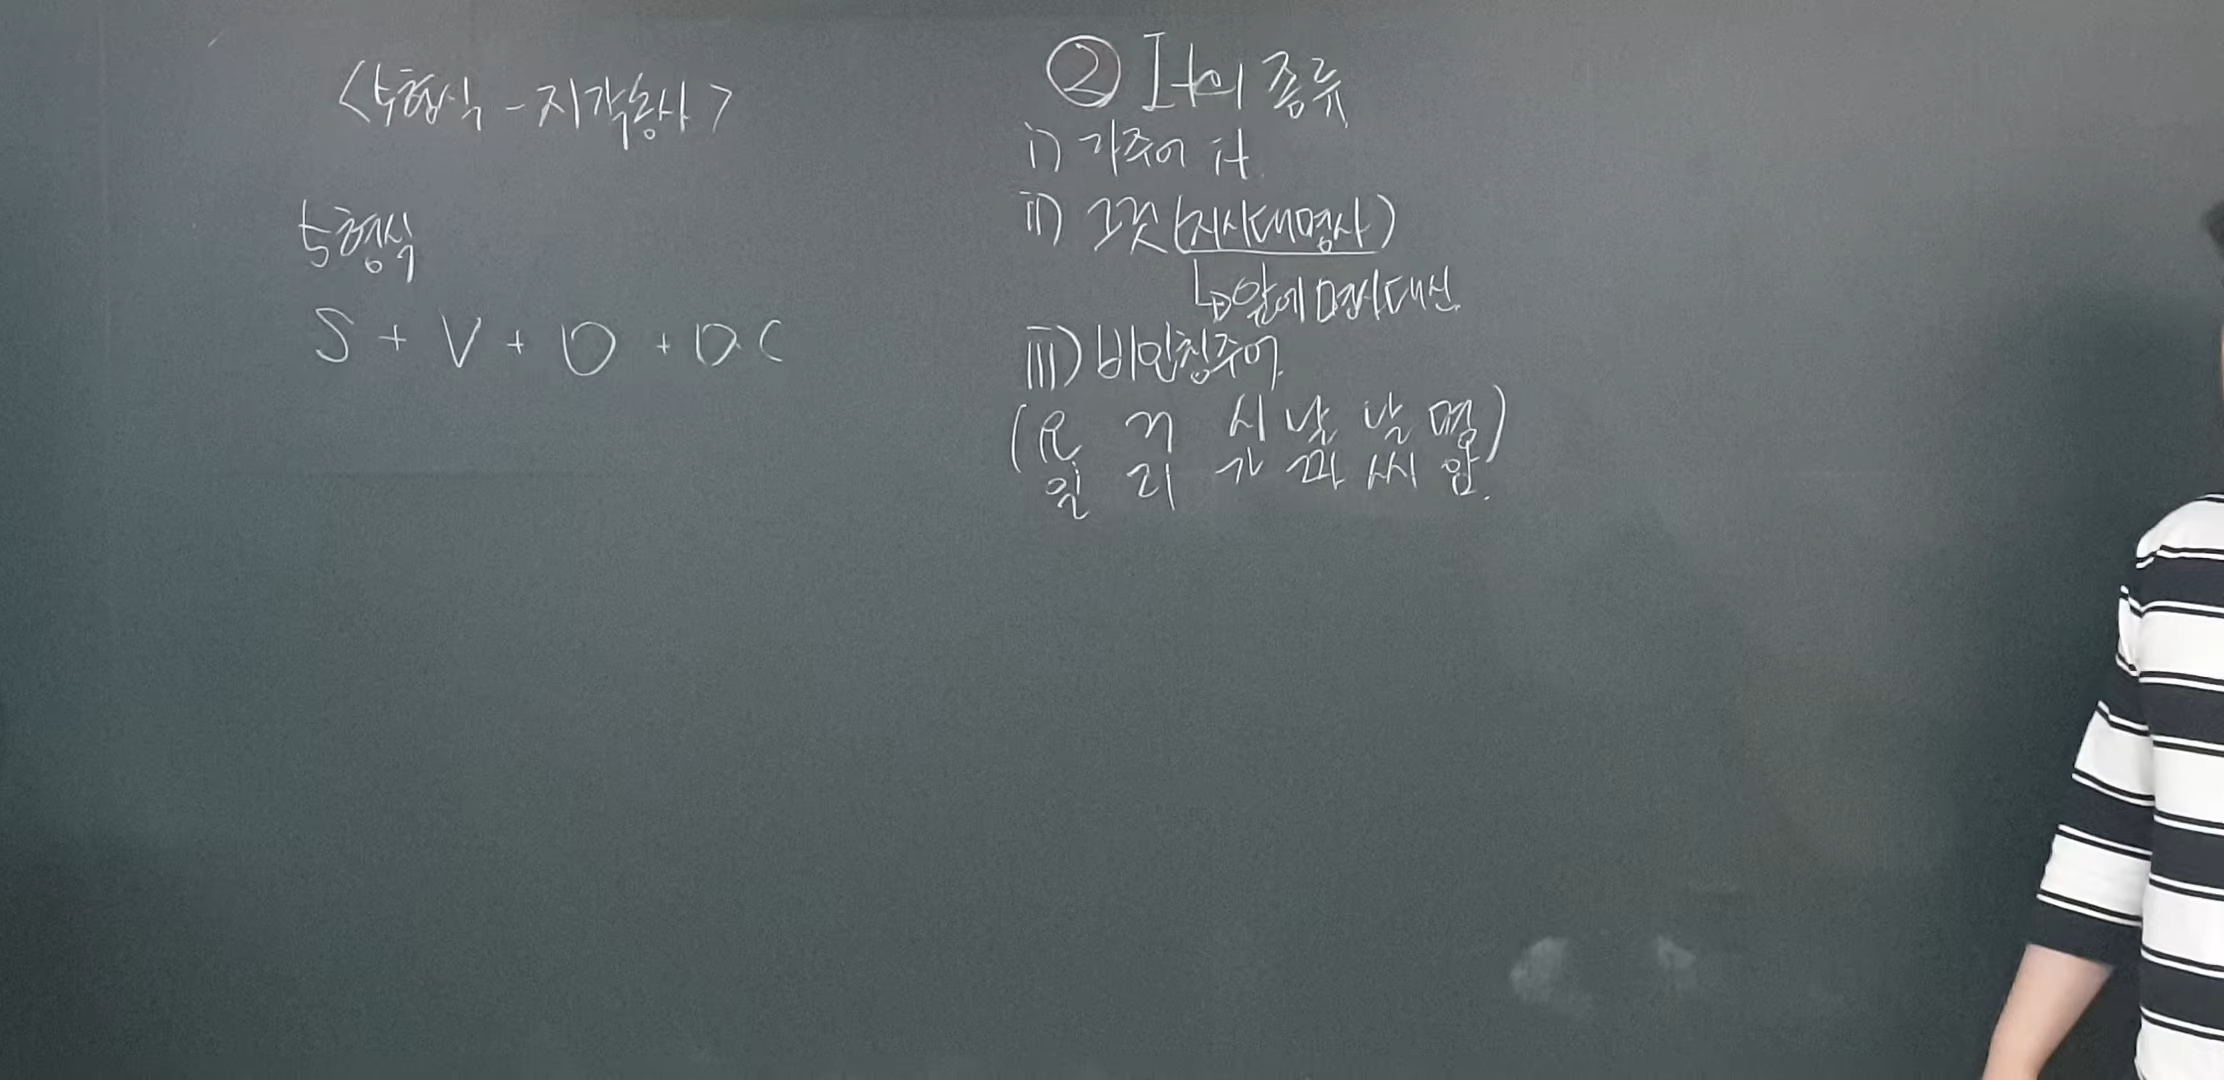 <5형식 - 지각동사>
5형식
S + V + O + O.C
② It의 종류
i) 가주어 it
ii) 그것 (지시대명사)
↳앞에 명사 대신
iii) 비인칭주어
(요 거 시 날 날 명)
일 리 간 짜 씨 암.